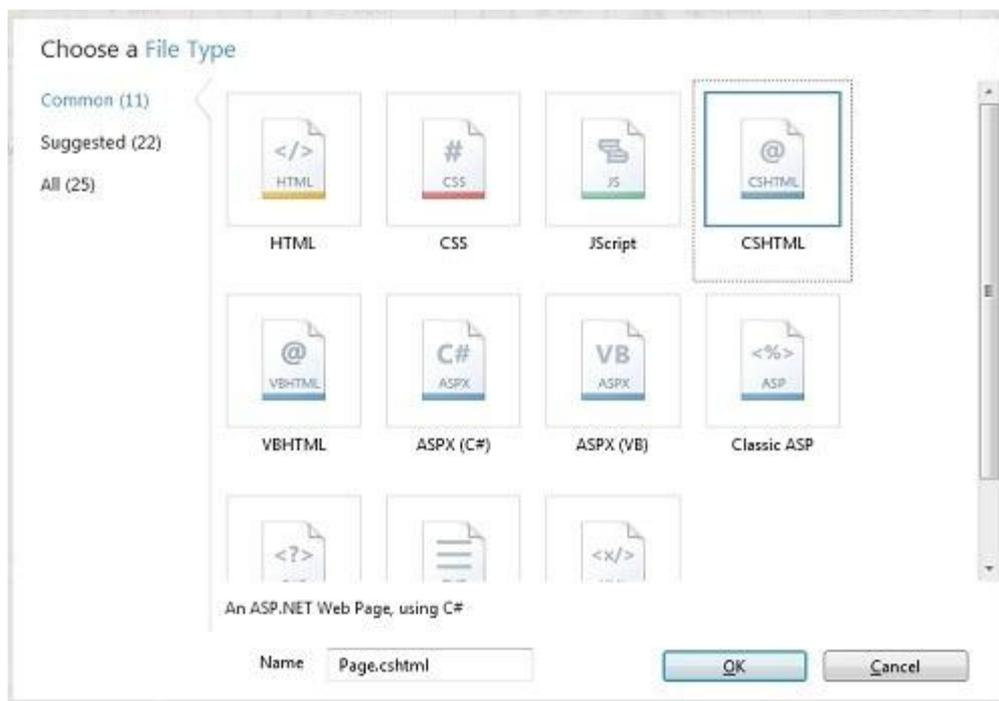 Choose a File Type
Common (11)
Suggested (22)
All (25)
</>
HTML
HTML
#
CSS
CSS
JS
JScript
@
CSHTML
CSHTML
@
VBHTML
VBHTML
C#
ASPX
ASPX (C#)
VB
ASPX
ASPX (VB)
<%>
ASP
Classic ASP
<?>
<x/>
An ASP.NET Web Page, using C#
Name
Page.cshtml
OK
Cancel